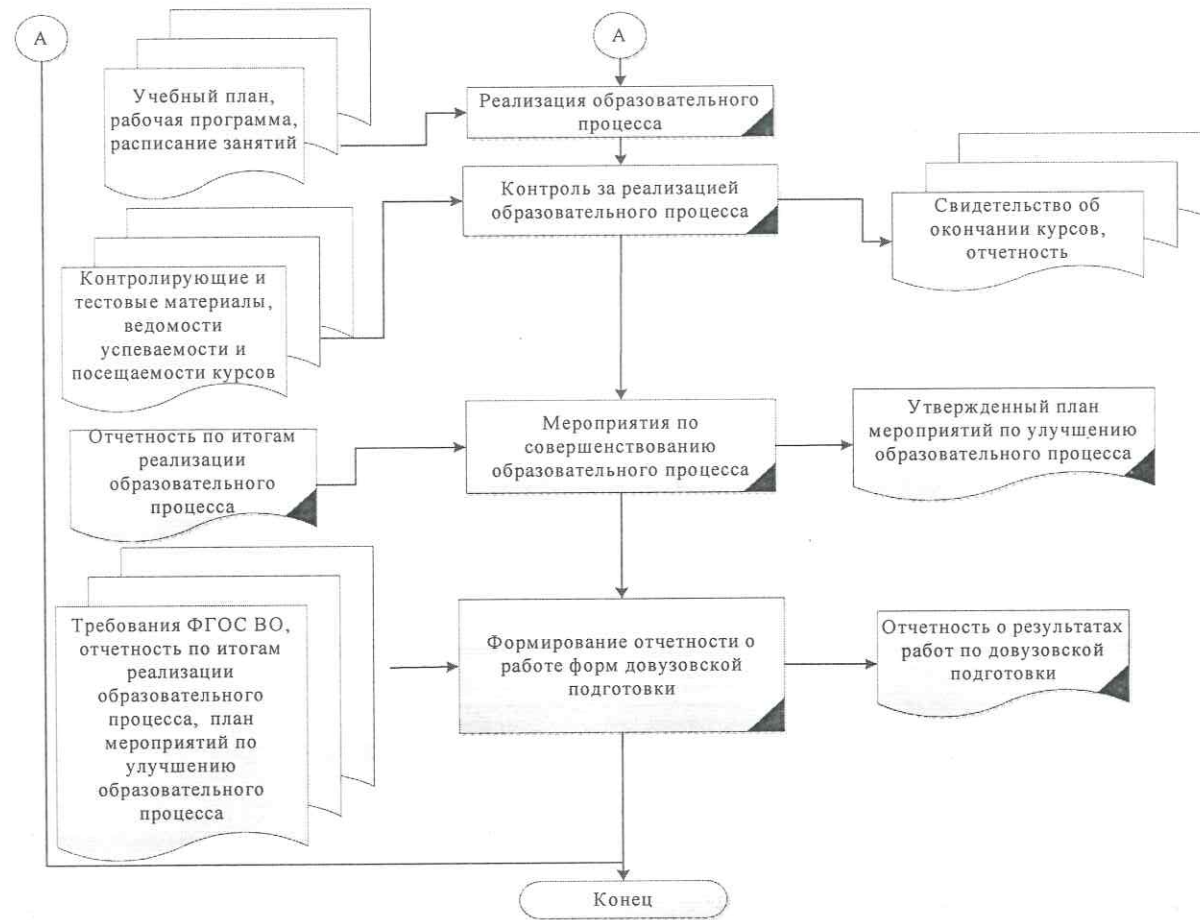 А
А
Учебный план,
рабочая программа,
расписание занятий
Реализация образовательного
процесса
Контроль за реализацией
образовательного процесса
Свидетельство об
окончании курсов,
отчетность
Контролирующие и
тестовые материалы,
ведомости
успеваемости и
посещаемости курсов
Мероприятия по
совершенствованию
образовательного процесса
Утвержденный план
мероприятий по улучшению
образовательного процесса
Отчетность по итогам
реализации
образовательного
процесса
Требования ФГОС ВО,
отчетность по итогам
реализации
образовательного
процесса, план
мероприятий по
улучшению
образовательного
процесса
Формирование отчетности о
работе форм довузовской
подготовки
Отчетность о результатах
работ по довузовской
подготовки
Конец